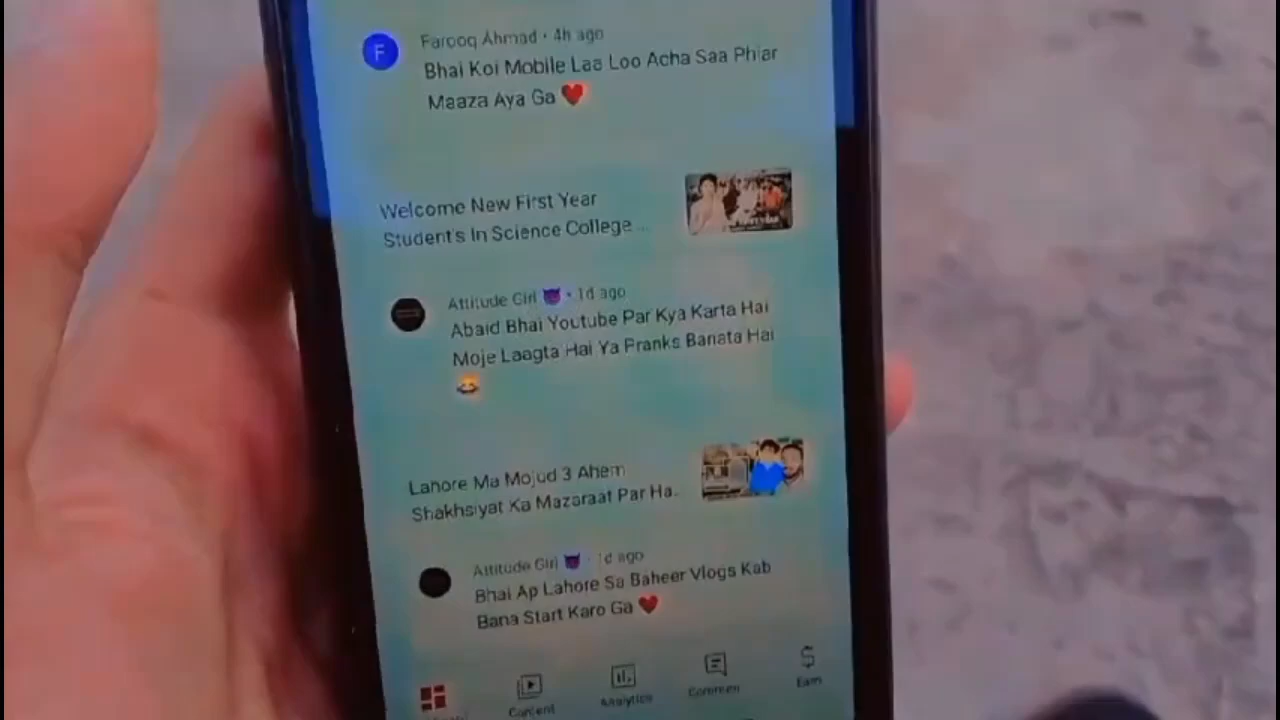 F
Farooq Ahmad · 4h ago
Bhai Koi Mobile Laa Loo Acha Saa Phiar
Maaza Aya Ga ❤️
Welcome New First Year
Student's In Science College ...
Attitude Girl 😈 · 1d ago
Abaid Bhai Youtube Par Kya Karta Hai
Moje Laagta Hai Ya Pranks Banata Hai
😂
Lahore Ma Mojud 3 Ahem
Shakhsiyat Ka Mazaraat Par Ha..
Attitude Girl 😈 · 1d ago
Bhai Ap Lahore Sa Baheer Vlogs Kab
Bana Start Karo Ga ❤️
Content
Analytics
Comment
Earn